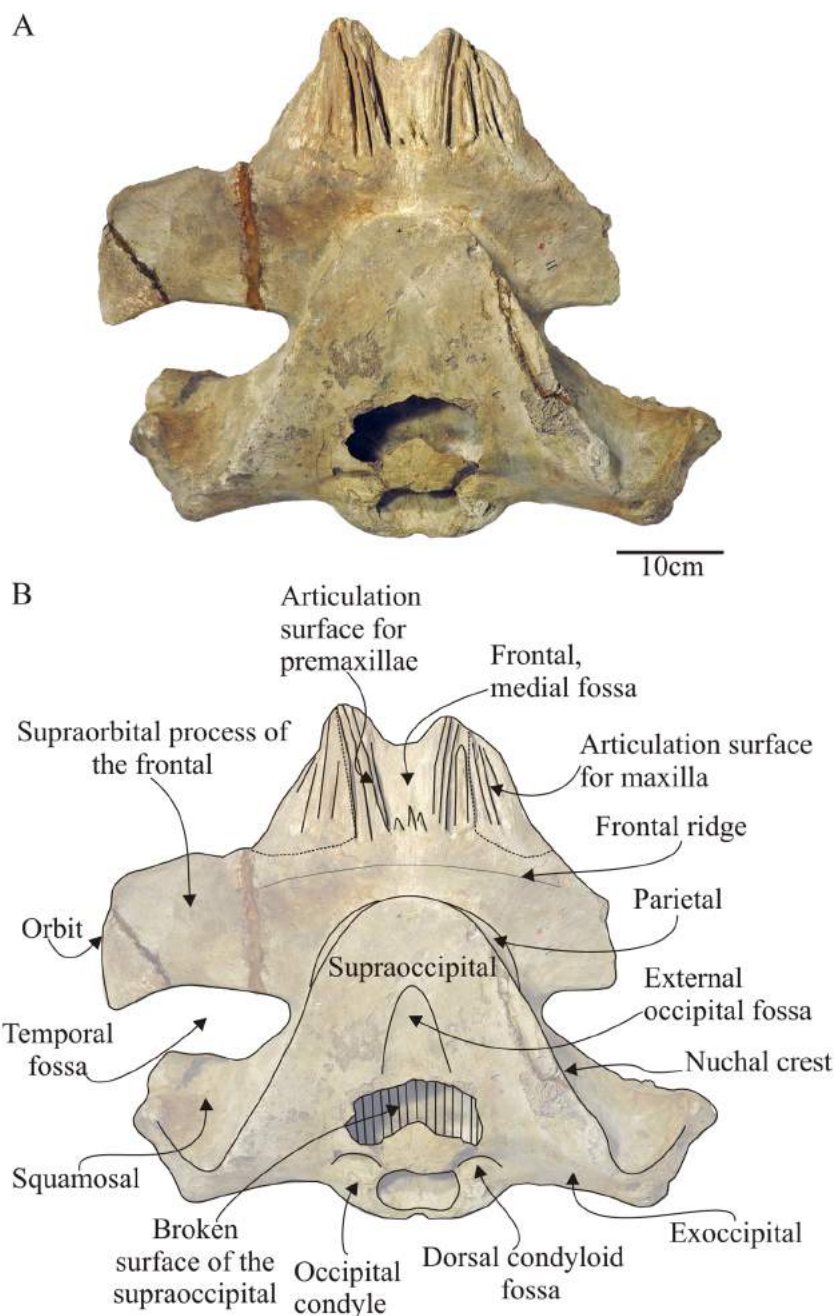 A
10cm
B
Articulation
surface for
premaxillae
Frontal,
medial fossa
Supraorbital process of
the frontal
Articulation surface
for maxilla
Frontal ridge
Parietal
Orbit
Supraoccipital
External
occipital fossa
Temporal
fossa
Nuchal crest
Squamosal
Broken
surface of the
supraoccipital
Occipital
condyle
Dorsal condyloid
fossa
Exoccipital